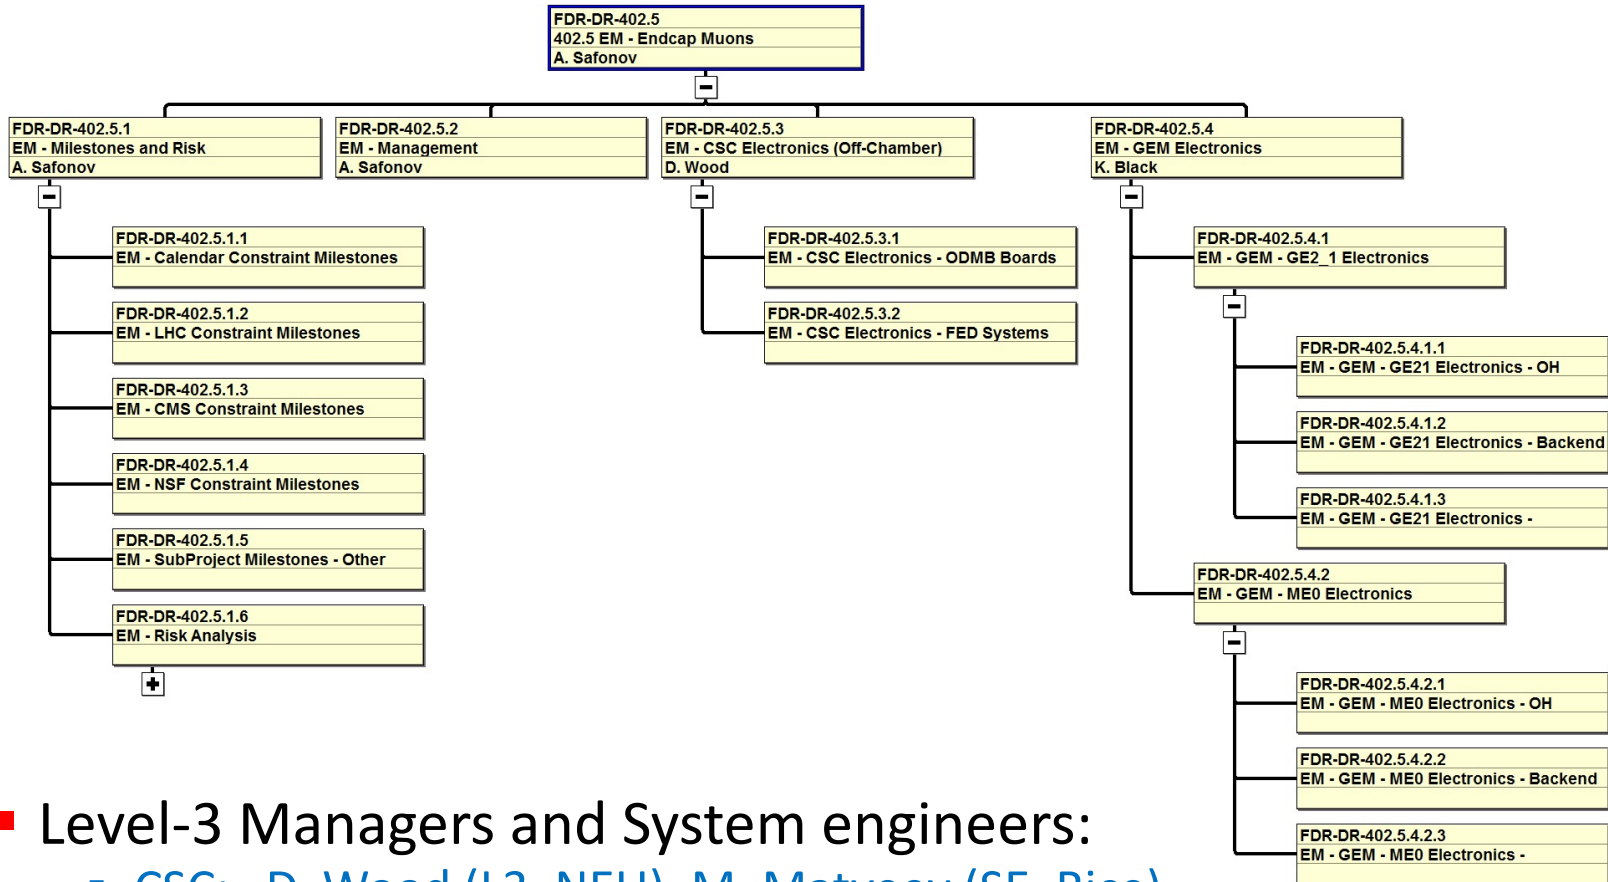 FDR-DR-402.5
402.5 EM - Endcap Muons
A. Safonov
FDR-DR-402.5.1
EM - Milestones and Risk
A. Safonov
FDR-DR-402.5.2
EM - Management
A. Safonov
FDR-DR-402.5.3
EM - CSC Electronics (Off-Chamber)
D. Wood
FDR-DR-402.5.4
EM - GEM Electronics
K. Black
FDR-DR-402.5.1.1
EM - Calendar Constraint Milestones
FDR-DR-402.5.1.2
EM - LHC Constraint Milestones
FDR-DR-402.5.1.3
EM - CMS Constraint Milestones
FDR-DR-402.5.1.4
EM - NSF Constraint Milestones
FDR-DR-402.5.1.5
EM - SubProject Milestones - Other
FDR-DR-402.5.1.6
EM - Risk Analysis
FDR-DR-402.5.3.1
EM - CSC Electronics - ODMB Boards
FDR-DR-402.5.3.2
EM - CSC Electronics - FED Systems
FDR-DR-402.5.4.1
EM - GEM - GE2_1 Electronics
FDR-DR-402.5.4.1.1
EM - GEM - GE21 Electronics - OH
FDR-DR-402.5.4.1.2
EM - GEM - GE21 Electronics - Backend
FDR-DR-402.5.4.1.3
EM - GEM - GE21 Electronics -
FDR-DR-402.5.4.2
EM - GEM - ME0 Electronics
FDR-DR-402.5.4.2.1
EM - GEM - ME0 Electronics - OH
FDR-DR-402.5.4.2.2
EM - GEM - ME0 Electronics - Backend
FDR-DR-402.5.4.2.3
EM - GEM - ME0 Electronics -
Level-3 Managers and System engineers:
CSC: D. Wood (L3, NEU), M. Matveev (SE, Rice)